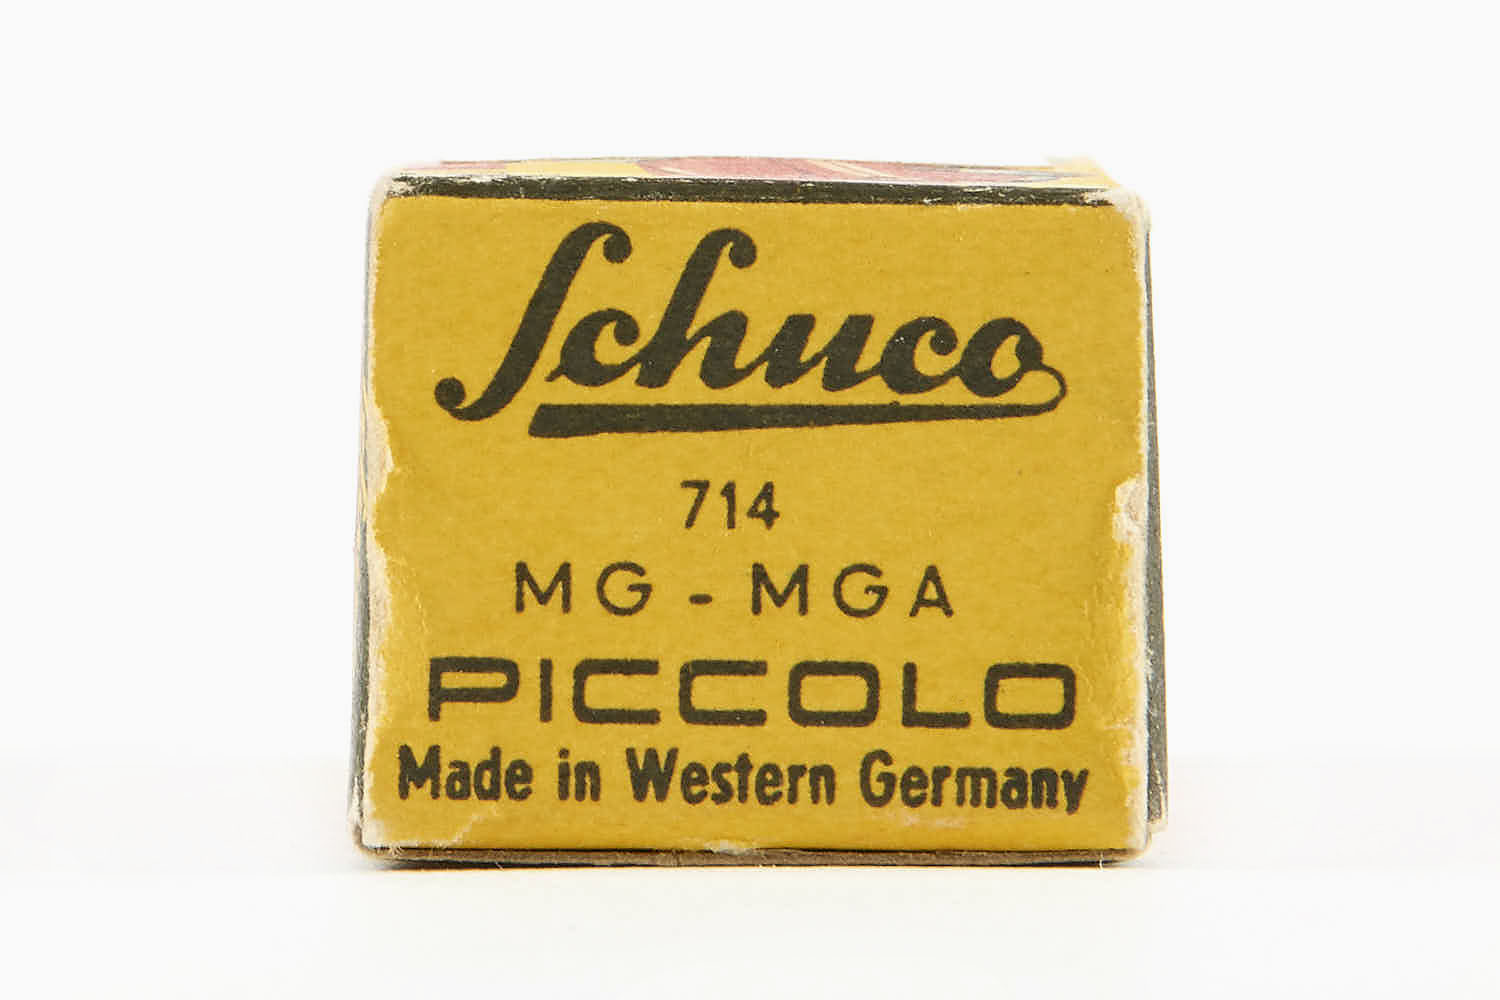 Schuco
714
MG - MGA
PICCOLO
Made in Western Germany